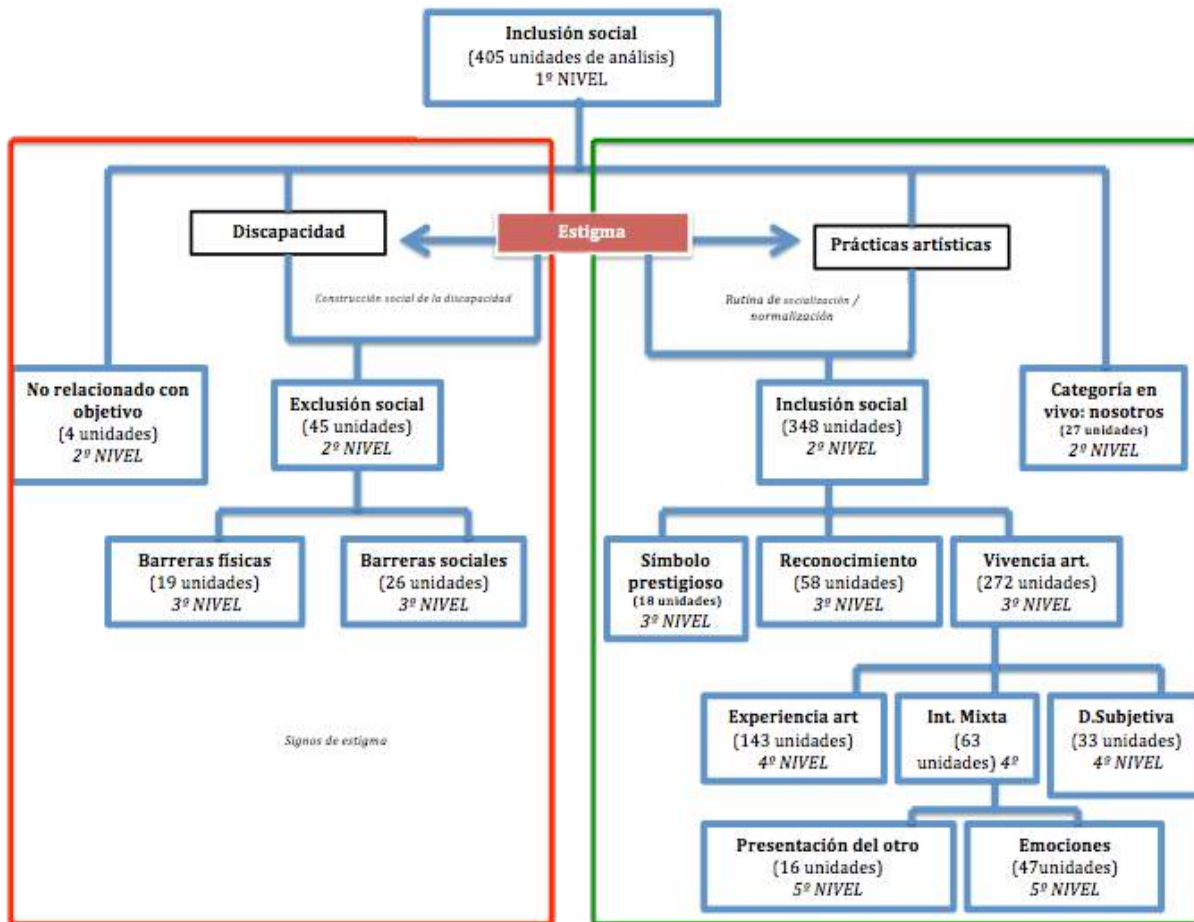 Inclusión social
(405 unidades de análisis)
1º NIVEL
Discapacidad
Estigma
Prácticas artísticas
Construcción social de la discapacidad
Rutina de socialización /
normalización
No relacionado con
objetivo
(4 unidades)
2º NIVEL
Exclusión social
(45 unidades)
2º NIVEL
Inclusión social
(348 unidades)
2º NIVEL
Categoría en
vivo: nosotros
(27 unidades)
2º NIVEL
Barreras físicas
(19 unidades)
3º NIVEL
Barreras sociales
(26 unidades)
3º NIVEL
Símbolo
prestigioso
(18 unidades)
3º NIVEL
Reconocimiento
(58 unidades)
3º NIVEL
Vivencia art.
(272 unidades)
3º NIVEL
Signos de estigma
Experiencia art
(143 unidades)
4º NIVEL
Int. Mixta
(63
unidades) 4º
D.Subjetiva
(33 unidades)
4º NIVEL
Presentación del otro
(16 unidades)
5º NIVEL
Emociones
(47unidades)
5º NIVEL